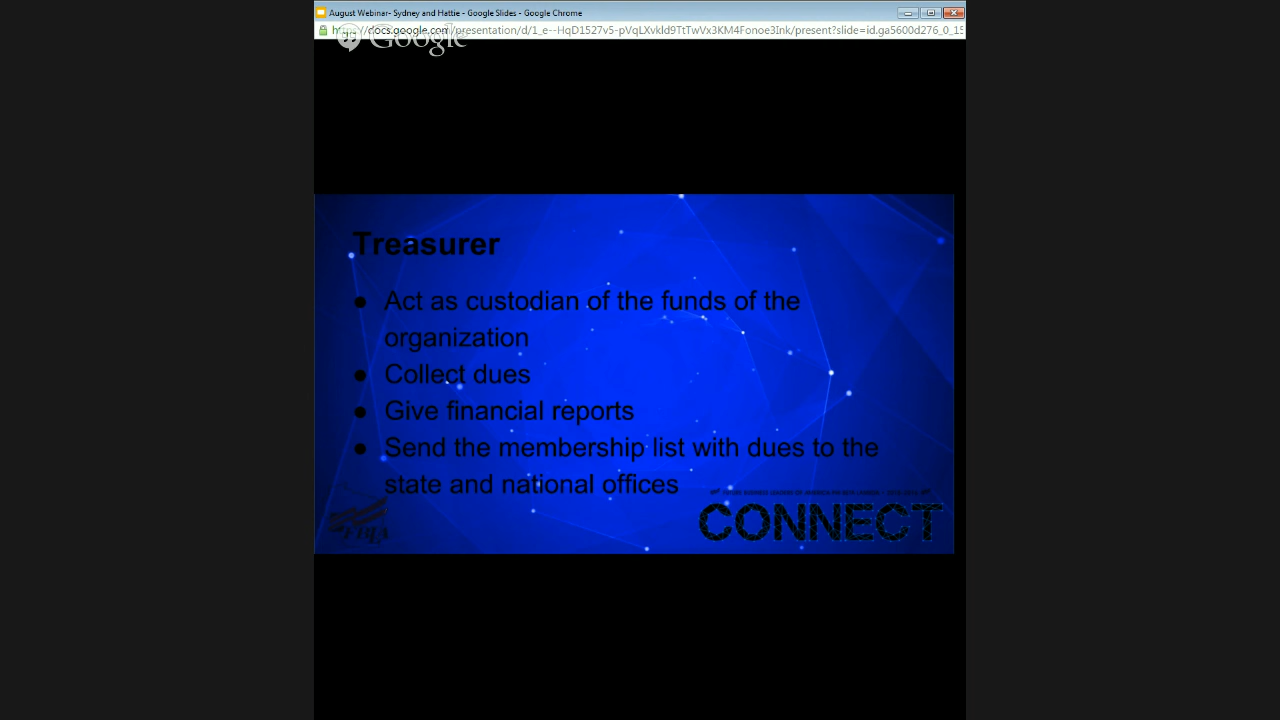 August Webinar- Sydney and Hattie - Google Slides - Google Chrome
docs.google.com/presentation/d/1_e--HqD1527v5-pVqLXvkld9TtTwVx3KM4Fonoe3Ink/present?slide=id.ga5600d276_0_15
Google
Treasurer
● Act as custodian of the funds of the
organization
● Collect dues
● Give financial reports
● Send the membership list with dues to the
state and national offices
FBLA
CONNECT